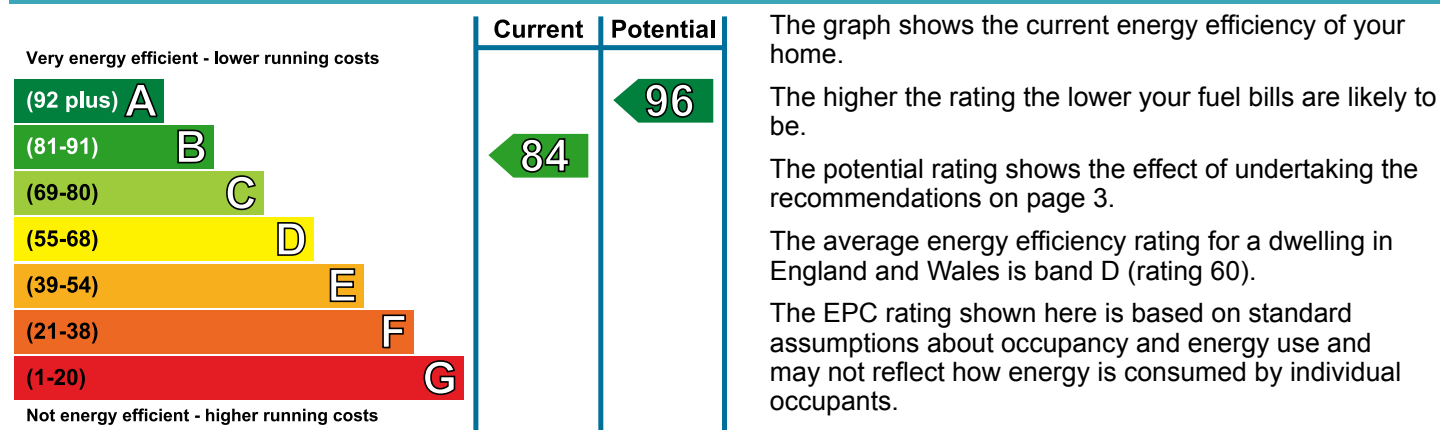 Current Potential
Very energy efficient - lower running costs
(92 plus) A
96
(81-91) B
84
(69-80) C
(55-68) D
(39-54) E
(21-38) F
(1-20) G
Not energy efficient - higher running costs
The graph shows the current energy efficiency of your
home.
The higher the rating the lower your fuel bills are likely to
be.
The potential rating shows the effect of undertaking the
recommendations on page 3.
The average energy efficiency rating for a dwelling in
England and Wales is band D (rating 60).
The EPC rating shown here is based on standard
assumptions about occupancy and energy use and
may not reflect how energy is consumed by individual
occupants.